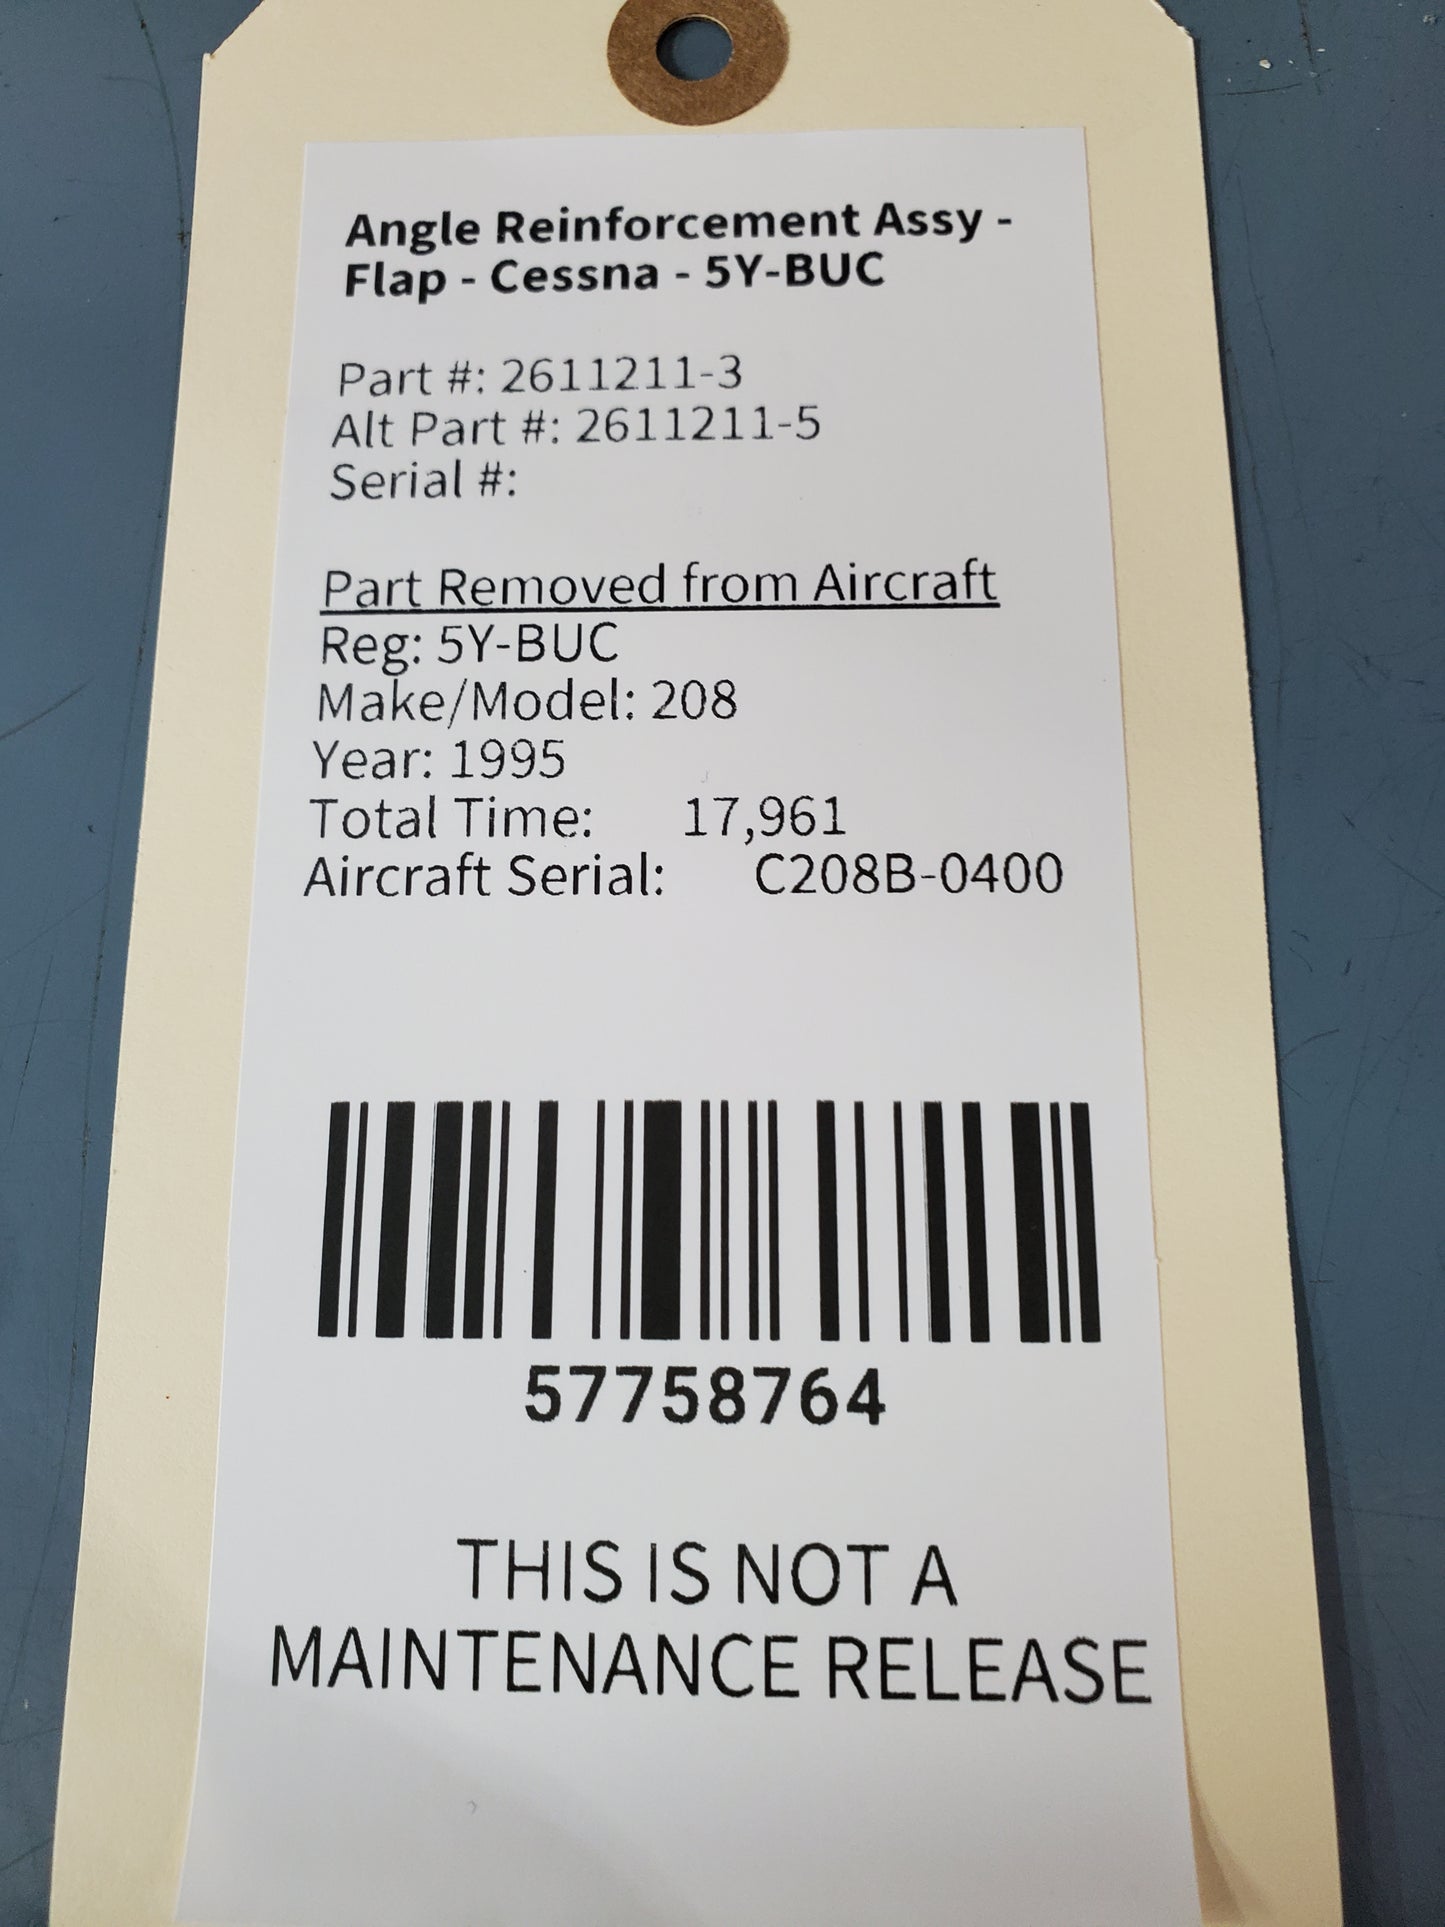 Angle Reinforcement Assy -
Flap - Cessna - 5Y-BUC
Part #: 2611211-3
Alt Part #: 2611211-5
Serial #:
Part Removed from Aircraft
Reg: 5Y-BUC
Make/Model: 208
Year: 1995
Total Time: 17,961
Aircraft Serial: C208B-0400
57758764
THIS IS NOT A
MAINTENANCE RELEASE